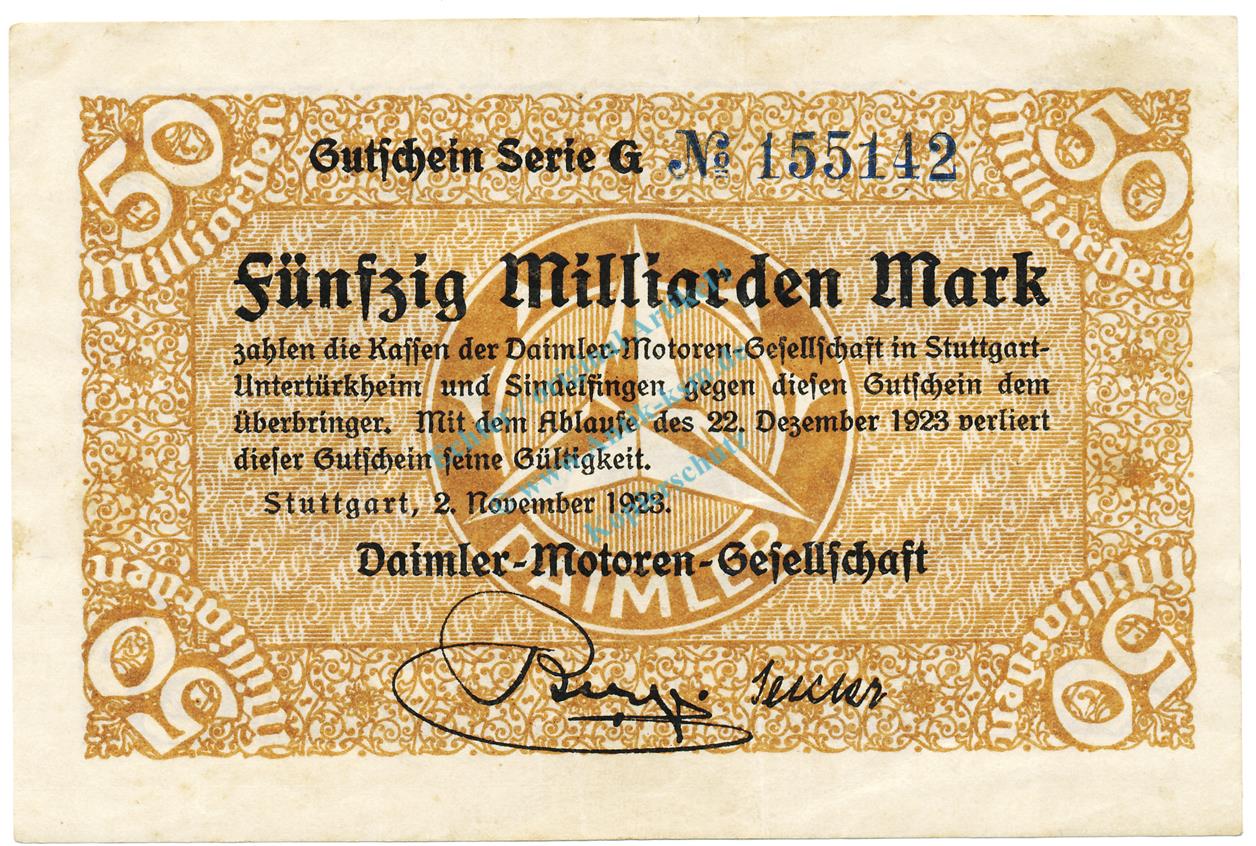 50 Milliarden
50 Milliarden
Gutschein Serie G № 155142
Fünfzig Milliarden Mark
zahlen die Kassen der Daimler-Motoren-Gesellschaft in Stuttgart-
Untertürkheim und Sindelfingen gegen diesen Gutschein dem
Überbringer. Mit dem Ablaufe des 22. Dezember 1923 verliert
dieser Gutschein seine Gültigkeit.
Stuttgart, 2. November 1923.
Daimler-Motoren-Gesellschaft
DAIMLER
50 Milliarden
50 Milliarden